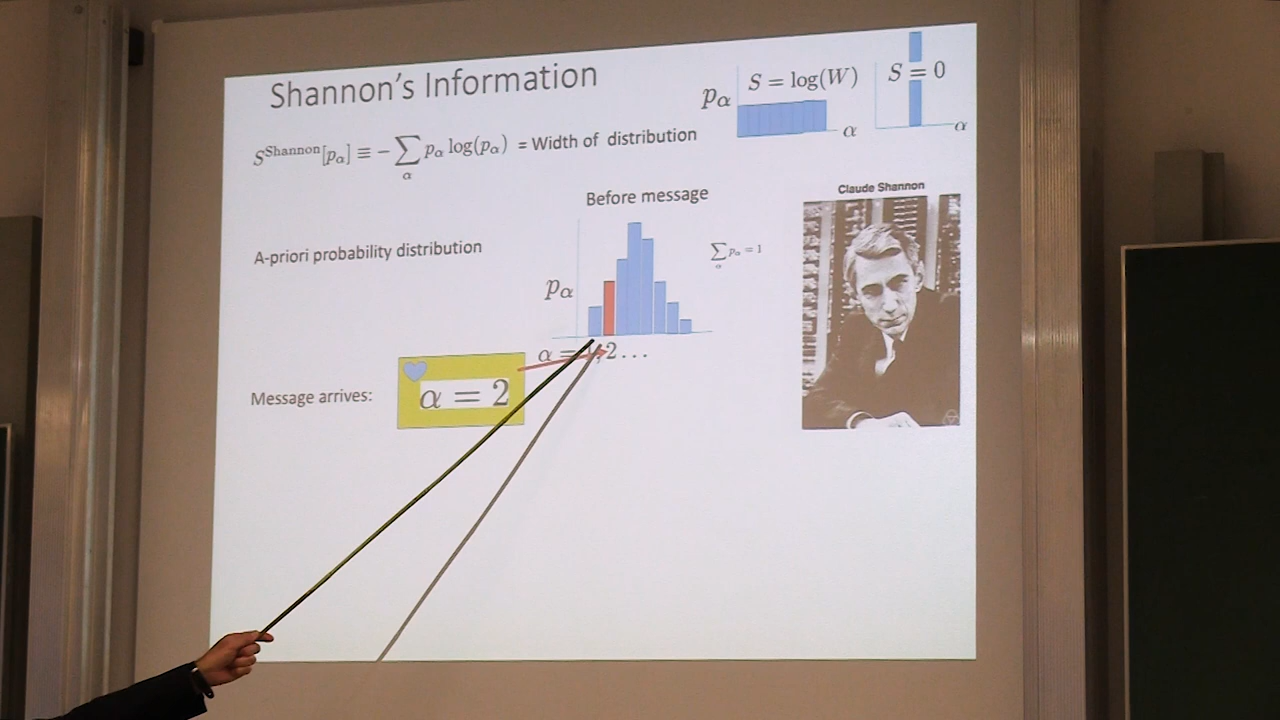 Shannon's Information
S^Shannon[p_α] ≡ − ∑_α p_α log(p_α) = Width of distribution
p_α
S = log(W)
α
S = 0
α
Before message
Claude Shannon
A-priori probability distribution
∑_α p_α = 1
p_α
α = 1,2...
Message arrives:
α = 2